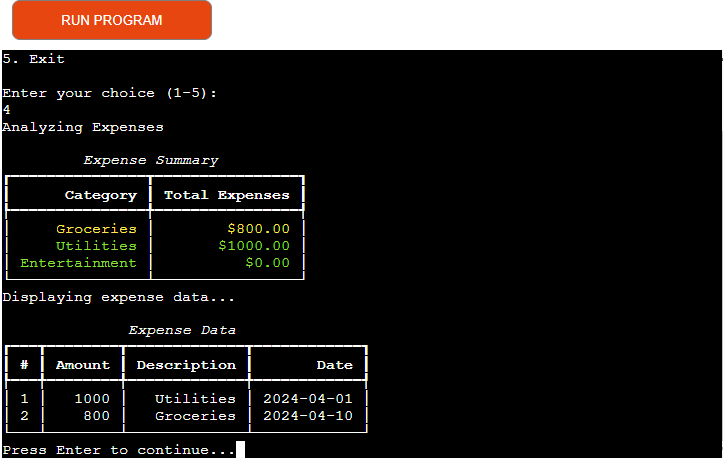 RUN PROGRAM
5. Exit
Enter your choice (1-5):
4
Analyzing Expenses
Expense Summary
Category Total Expenses
Groceries $800.00
Utilities $1000.00
Entertainment $0.00
Displaying expense data...
Expense Data
# Amount Description Date
1 1000 Utilities 2024-04-01
2 800 Groceries 2024-04-10
Press Enter to continue...